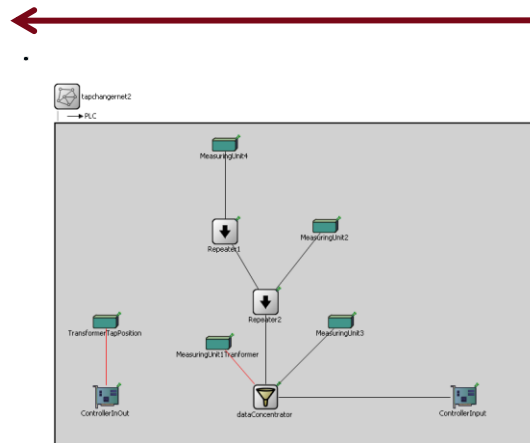 .
tapchangernet2
PLC
MeasuringUnit4
Repeater1
MeasuringUnit2
Repeater2
TransformerTapPosition
MeasuringUnit3
MeasuringUnit1Tranformer
ControllerInOut
dataConcentrator
ControllerInput